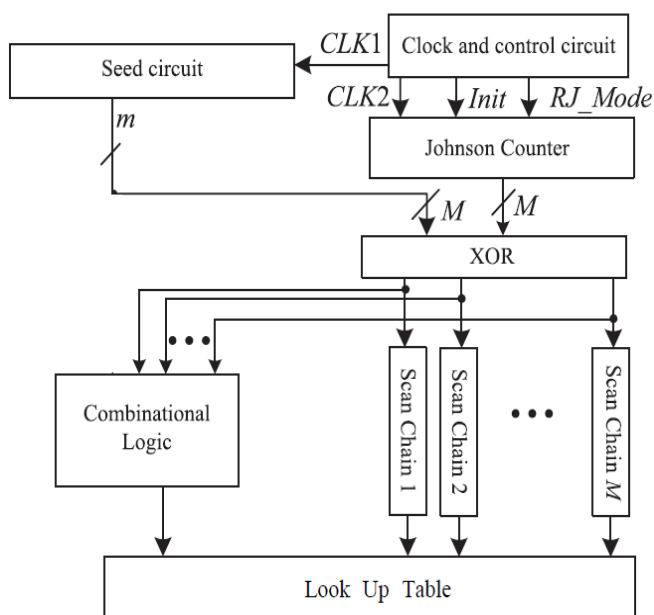 CLK1
Clock and control circuit
Seed circuit
CLK2
Init
RJ_Mode
m
Johnson Counter
M
M
XOR
Combinational
Logic
Scan Chain 1
Scan Chain 2
Scan Chain M
Look Up Table